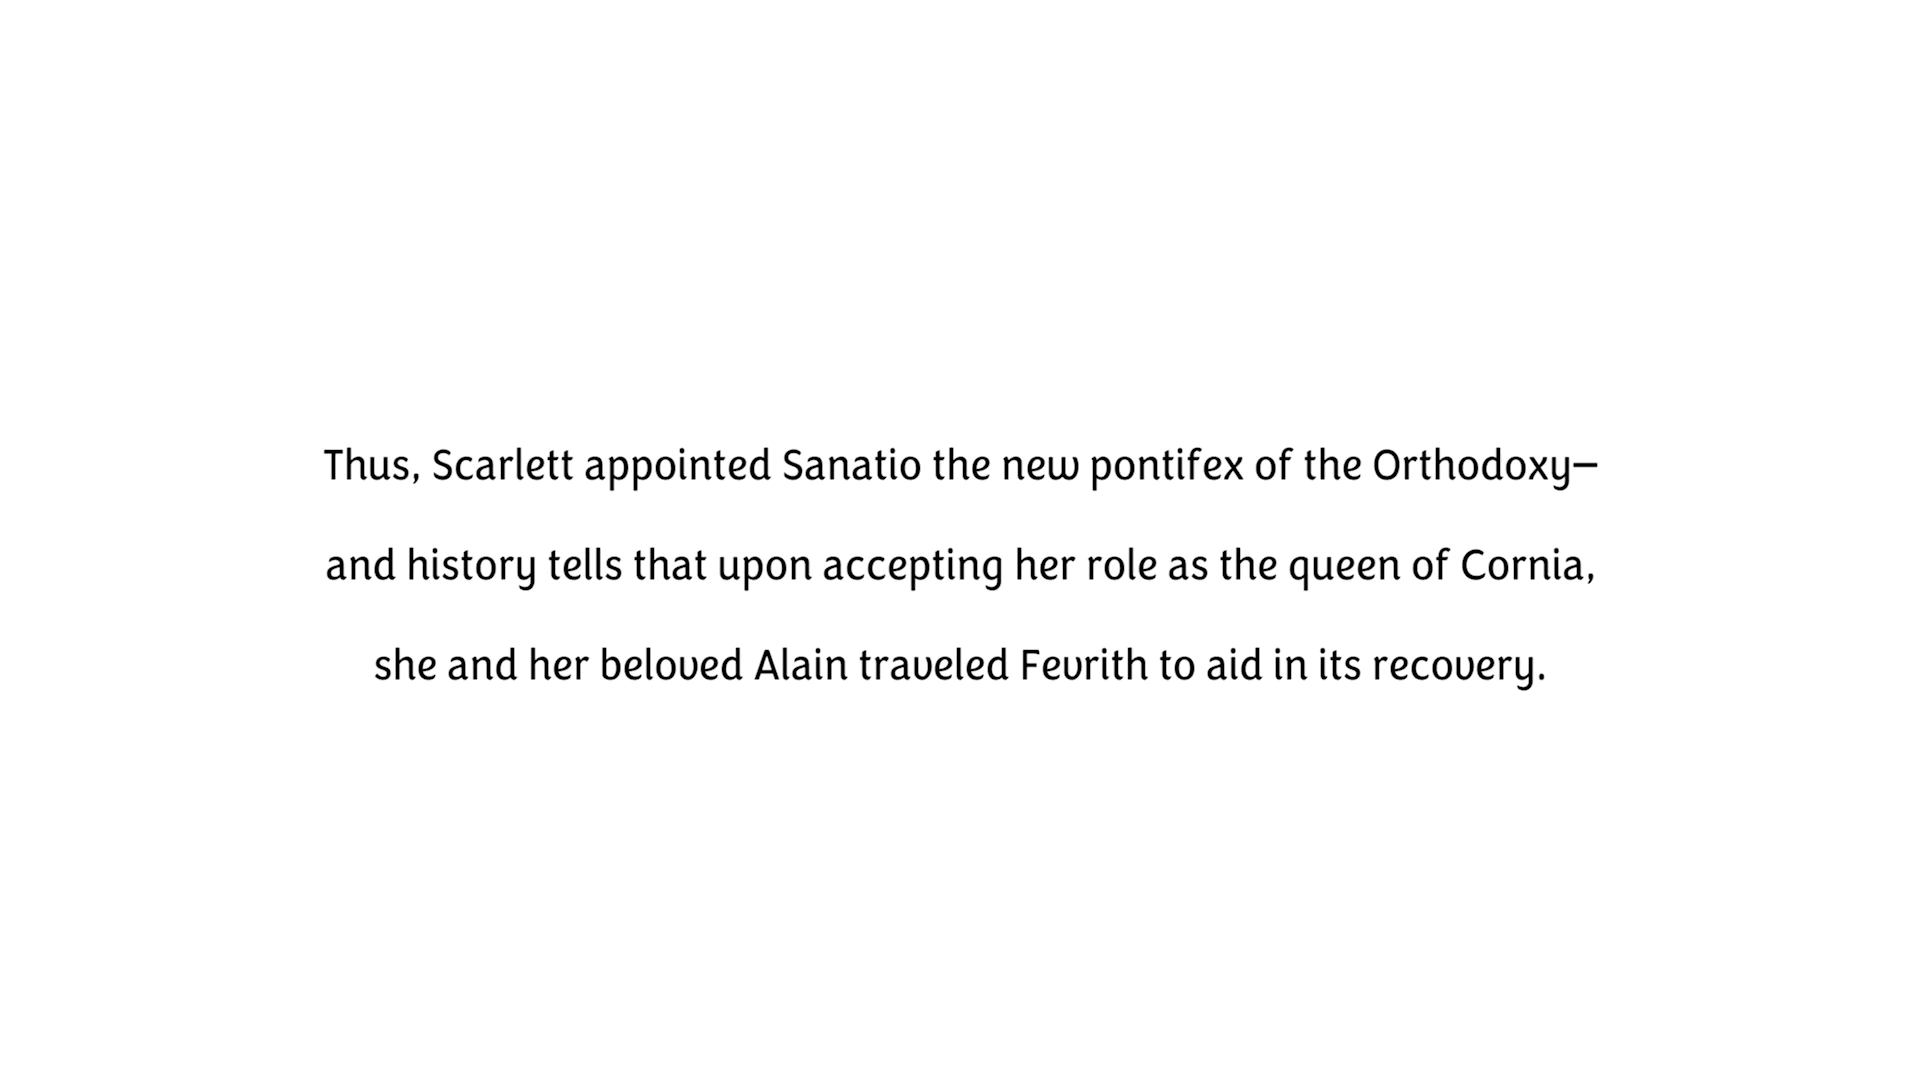 Thus, Scarlett appointed Sanatio the new pontifex of the Orthodoxy—
and history tells that upon accepting her role as the queen of Cornia,
she and her beloved Alain traveled Fevrith to aid in its recovery.